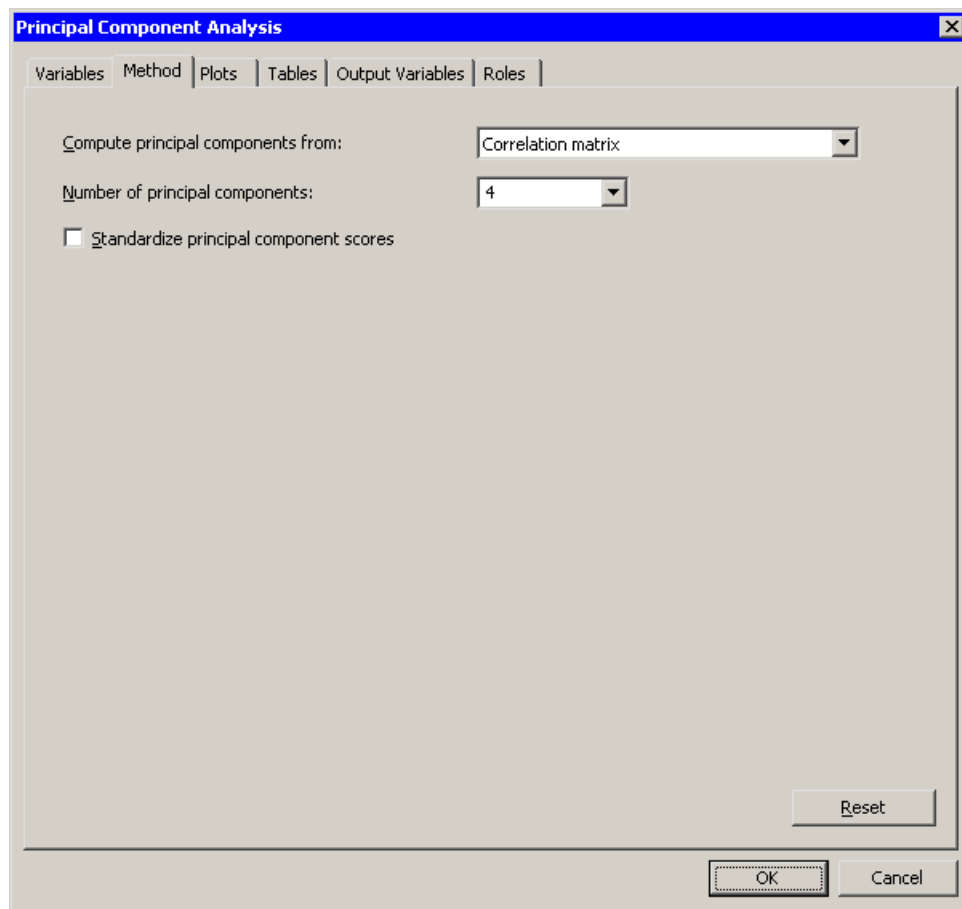 Principal Component Analysis
Variables Method Plots Tables Output Variables Roles
Compute principal components from: Correlation matrix
Number of principal components: 4
Standardize principal component scores
Reset
OK Cancel